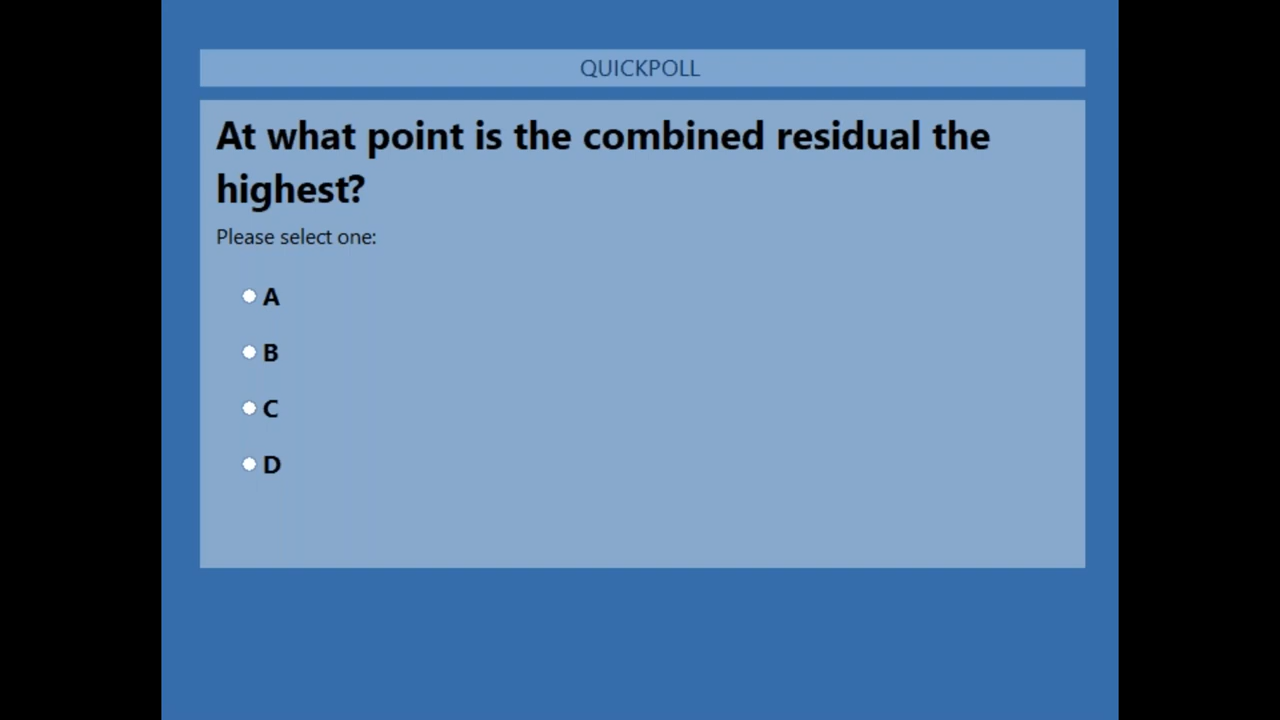 QUICKPOLL
At what point is the combined residual the
highest?
Please select one:
A
B
C
D